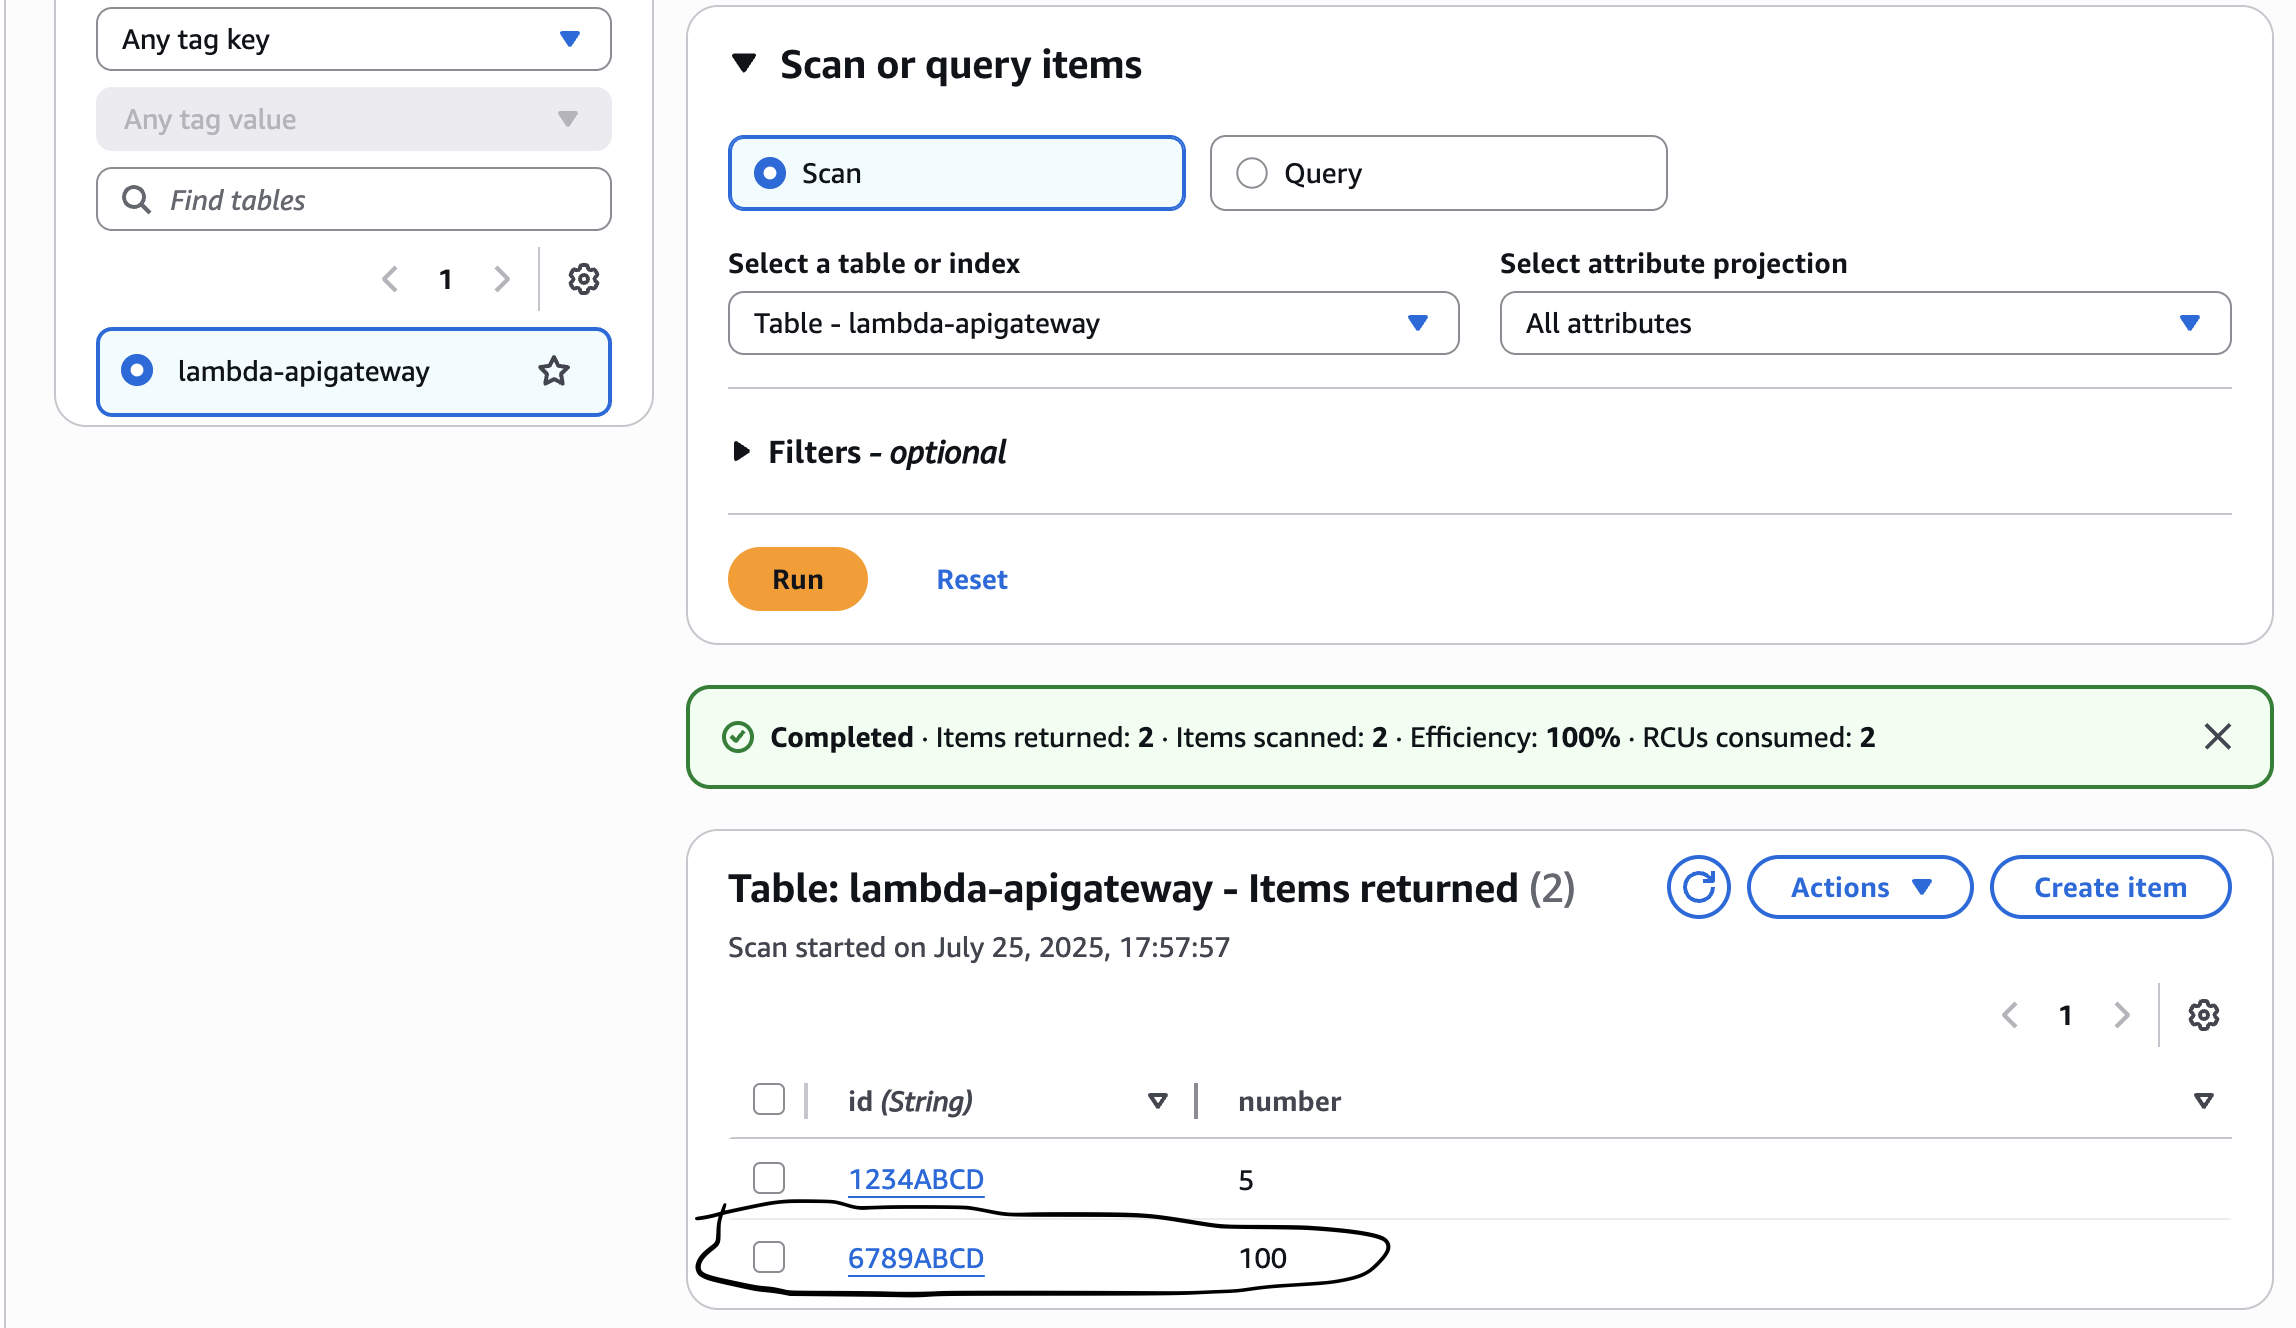 Any tag key
Any tag value
Find tables
1
lambda-apigateway
Scan or query items
Scan
Query
Select a table or index
Select attribute projection
Table - lambda-apigateway
All attributes
Filters - optional
Run
Reset
Completed · Items returned: 2 · Items scanned: 2 · Efficiency: 100% · RCUs consumed: 2
Table: lambda-apigateway - Items returned (2)
Actions
Create item
Scan started on July 25, 2025, 17:57:57
1
id (String)
number
1234ABCD
5
6789ABCD
100